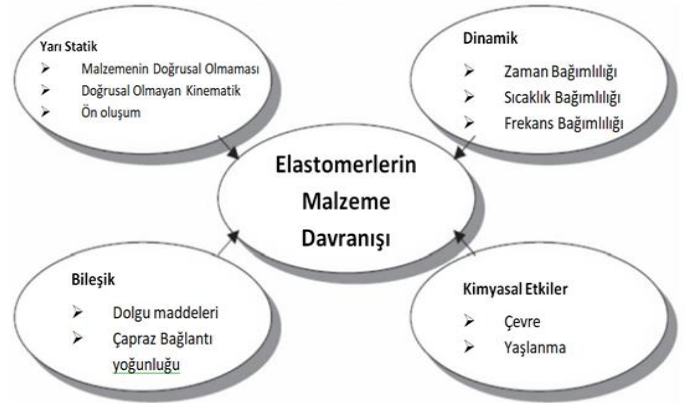 Yarı Statik
➢ Malzemenin Doğrusal Olmaması
➢ Doğrusal Olmayan Kinematik
➢ Ön oluşum
Dinamik
➢ Zaman Bağımlılığı
➢ Sıcaklık Bağımlılığı
➢ Frekans Bağımlılığı
Elastomerlerin
Malzeme
Davranışı
Bileşik
➢ Dolgu maddeleri
➢ Çapraz Bağlantı
yoğunluğu
Kimyasal Etkiler
➢ Çevre
➢ Yaşlanma